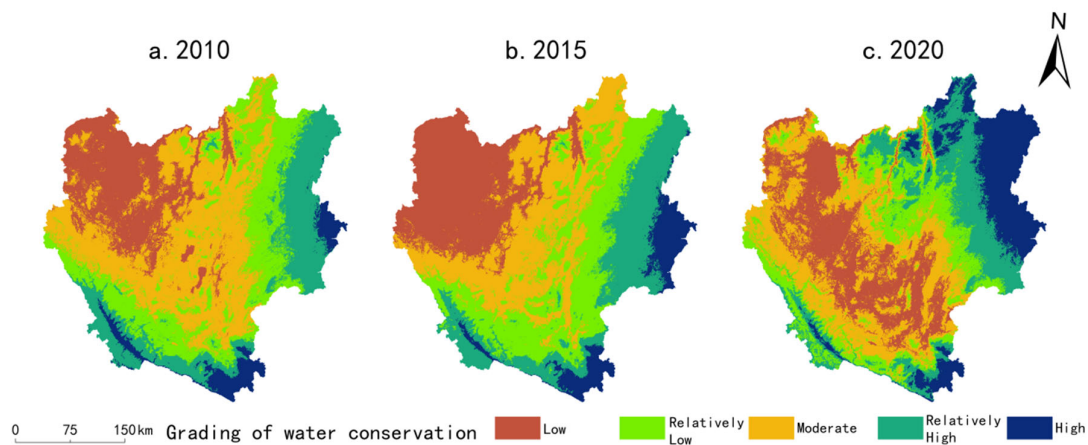 N
a. 2010
b. 2015
c. 2020
0 75 150km
Grading of water conservation
Low
Relatively
Low
Moderate
Relatively
High
High